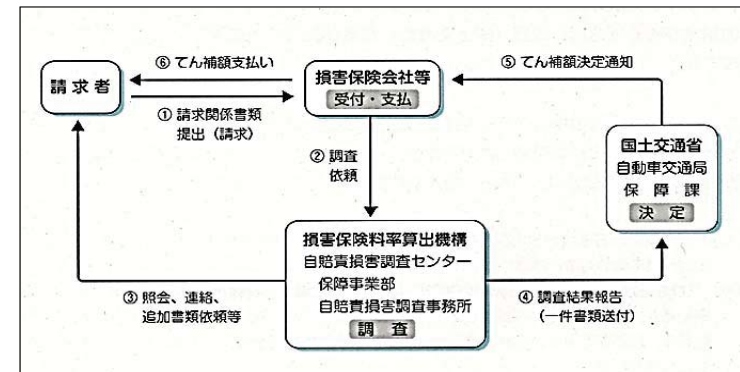 ⑥ てん補額支払い
⑤ てん補額決定通知
請求者
損害保険会社等
受付・支払
① 請求関係書類
提出（請求）
② 調査
依頼
国土交通省
自動車交通局
保障課
決定
損害保険料率算出機構
自賠責損害調査センター
保障事業部
自賠責損害調査事務所
調査
③ 照会、連絡、
追加書類依頼等
④ 調査結果報告
（一件書類送付）